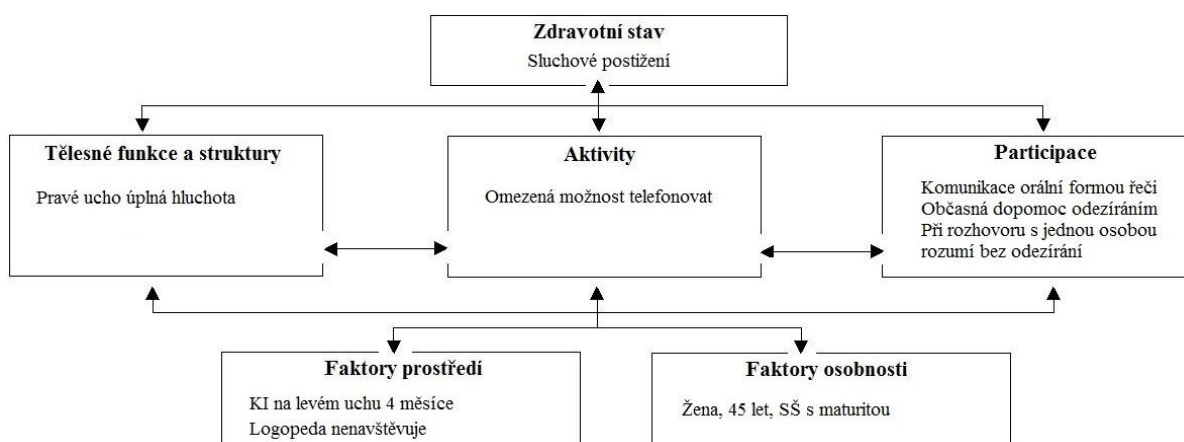 Zdravotní stav
Sluchové postižení
Tělesné funkce a struktury
Pravé ucho úplná hluchota
Aktivity
Omezená možnost telefonovat
Participace
Komunikace orální formou řeči
Občasná dopomoc odezíráním
Při rozhovoru s jednou osobou
rozumí bez odezírání
Faktory prostředí
KI na levém uchu 4 měsíce
Logopeda nenavštěvuje
Faktory osobnosti
Žena, 45 let, SŠ s maturitou